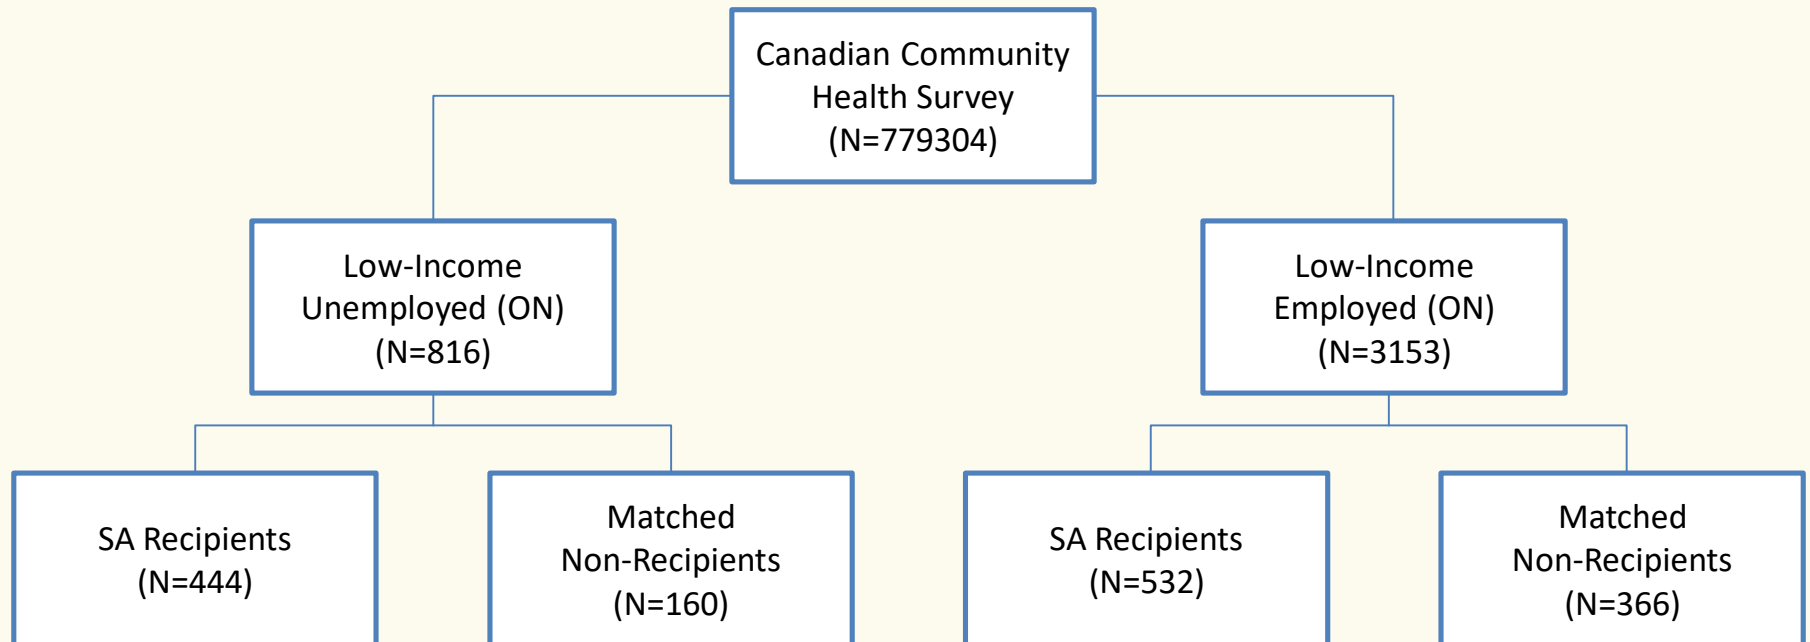 Canadian Community
Health Survey
(N=779304)
Low-Income
Unemployed (ON)
(N=816)
Low-Income
Employed (ON)
(N=3153)
SA Recipients
(N=444)
Matched
Non-Recipients
(N=160)
SA Recipients
(N=532)
Matched
Non-Recipients
(N=366)